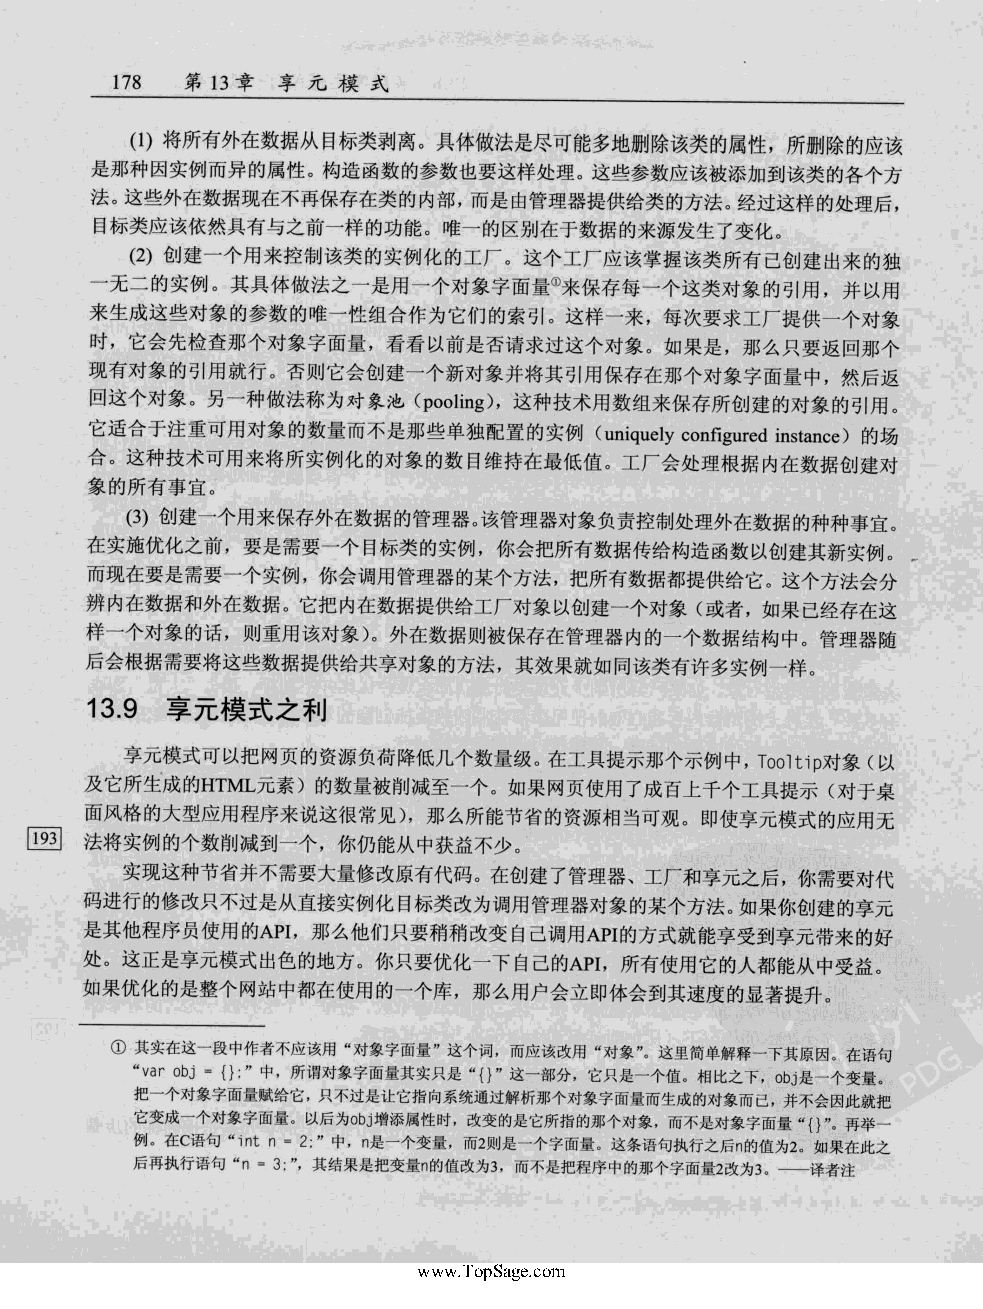 178 第13章 享元模式
(1) 将所有外在数据从目标类剥离。具体做法是尽可能多地删除该类的属性，所删除的应该
是那种因实例而异的属性。构造函数的参数也要这样处理。这些参数应该被添加到该类的各个方
法。这些外在数据现在不再保存在类的内部，而是由管理器提供给类的方法。经过这样的处理后，
目标类应该依然具有与之前一样的功能。唯一的区别在于数据的来源发生了变化。
(2) 创建一个用来控制该类的实例化的工厂。这个工厂应该掌握该类所有已创建出来的独
一无二的实例。其具体做法之一是用一个对象字面量①来保存每一个这类对象的引用，并以用
来生成这些对象的参数的唯一性组合作为它们的索引。这样一来，每次要求工厂提供一个对象
时，它会先检查那个对象字面量，看看以前是否请求过这个对象。如果是，那么只要返回那个
现有对象的引用就行。否则它会创建一个新对象并将其引用保存在那个对象字面量中，然后返
回这个对象。另一种做法称为对象池（pooling），这种技术用数组来保存所创建的对象的引用。
它适合于注重可用对象的数量而不是那些单独配置的实例（uniquely configured instance）的场
合。这种技术可用来将所实例化的对象的数目维持在最低值。工厂会处理根据内在数据创建对
象的所有事宜。
(3) 创建一个用来保存外在数据的管理器。该管理器对象负责控制处理外在数据的种种事宜。
在实施优化之前，要是需要一个目标类的实例，你会把所有数据传给构造函数以创建其新实例。
而现在要是需要一个实例，你会调用管理器的某个方法，把所有数据都提供给它。这个方法会分
辨内在数据和外在数据。它把内在数据提供给工厂对象以创建一个对象（或者，如果已经存在这
样一个对象的话，则重用该对象）。外在数据则被保存在管理器内的一个数据结构中。管理器随
后会根据需要将这些数据提供给共享对象的方法，其效果就如同该类有许多实例一样。
13.9 享元模式之利
享元模式可以把网页的资源负荷降低几个数量级。在工具提示那个示例中，Tooltip对象（以
及它所生成的HTML元素）的数量被削减至一个。如果网页使用了成百上千个工具提示（对于桌
面风格的大型应用程序来说这很常见），那么所能节省的资源相当可观。即使享元模式的应用无
193 法将实例的个数削减到一个，你仍能从中获益不少。
实现这种节省并不需要大量修改原有代码。在创建了管理器、工厂和享元之后，你需要对代
码进行的修改只不过是从直接实例化目标类改为调用管理器对象的某个方法。如果你创建的享元
是其他程序员使用的API，那么他们只要稍稍改变自己调用API的方式就能享受到享元带来的好
处。这正是享元模式出色的地方。你只要优化一下自己的API，所有使用它的人都能从中受益。
如果优化的是整个网站中都在使用的一个库，那么用户会立即体会到其速度的显著提升。
① 其实在这一段中作者不应该用“对象字面量”这个词，而应该改用“对象”。这里简单解释一下其原因。在语句
“var obj = {};”中，所谓对象字面量其实只是“{}”这一部分，它只是一个值。相比之下，obj是一个变量。
把一个对象字面量赋给它，只不过是让它指向系统通过解析那个对象字面量而生成的对象而已，并不会因此就把
它变成一个对象字面量。以后为obj增添属性时，改变的是它所指的那个对象，而不是对象字面量“{}”。再举一
例。在C语句“int n = 2;”中，n是一个变量，而2则是一个字面量。这条语句执行之后n的值为2。如果在此之
后再执行语句“n = 3;”，其结果是把变量n的值改为3，而不是把程序中的那个字面量2改为3。——译者注
PDG
www.TopSage.com